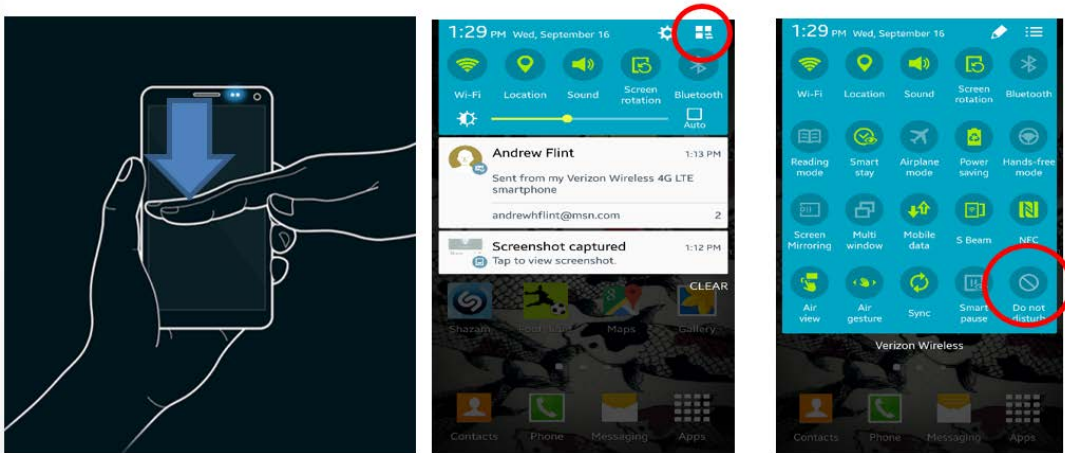 1:29 PM Wed, September 16
Wi-Fi Location Sound Screen rotation Bluetooth
Auto
Andrew Flint 1:13 PM
Sent from my Verizon Wireless 4G LTE
smartphone
andrewhflint@msn.com 2
Screenshot captured 1:12 PM
Tap to view screenshot.
CLEAR
Shazam Maps Gallery
Contacts Phone Messaging Apps
1:29 PM Wed, September 16
Wi-Fi Location Sound Screen rotation Bluetooth
Reading mode Smart stay Airplane mode Power saving Hands-free mode
Screen Mirroring Multi window Mobile data S Beam NFC
Air view Air gesture Sync Smart pause Do not disturb
Verizon Wireless
Contacts Phone Messaging Apps